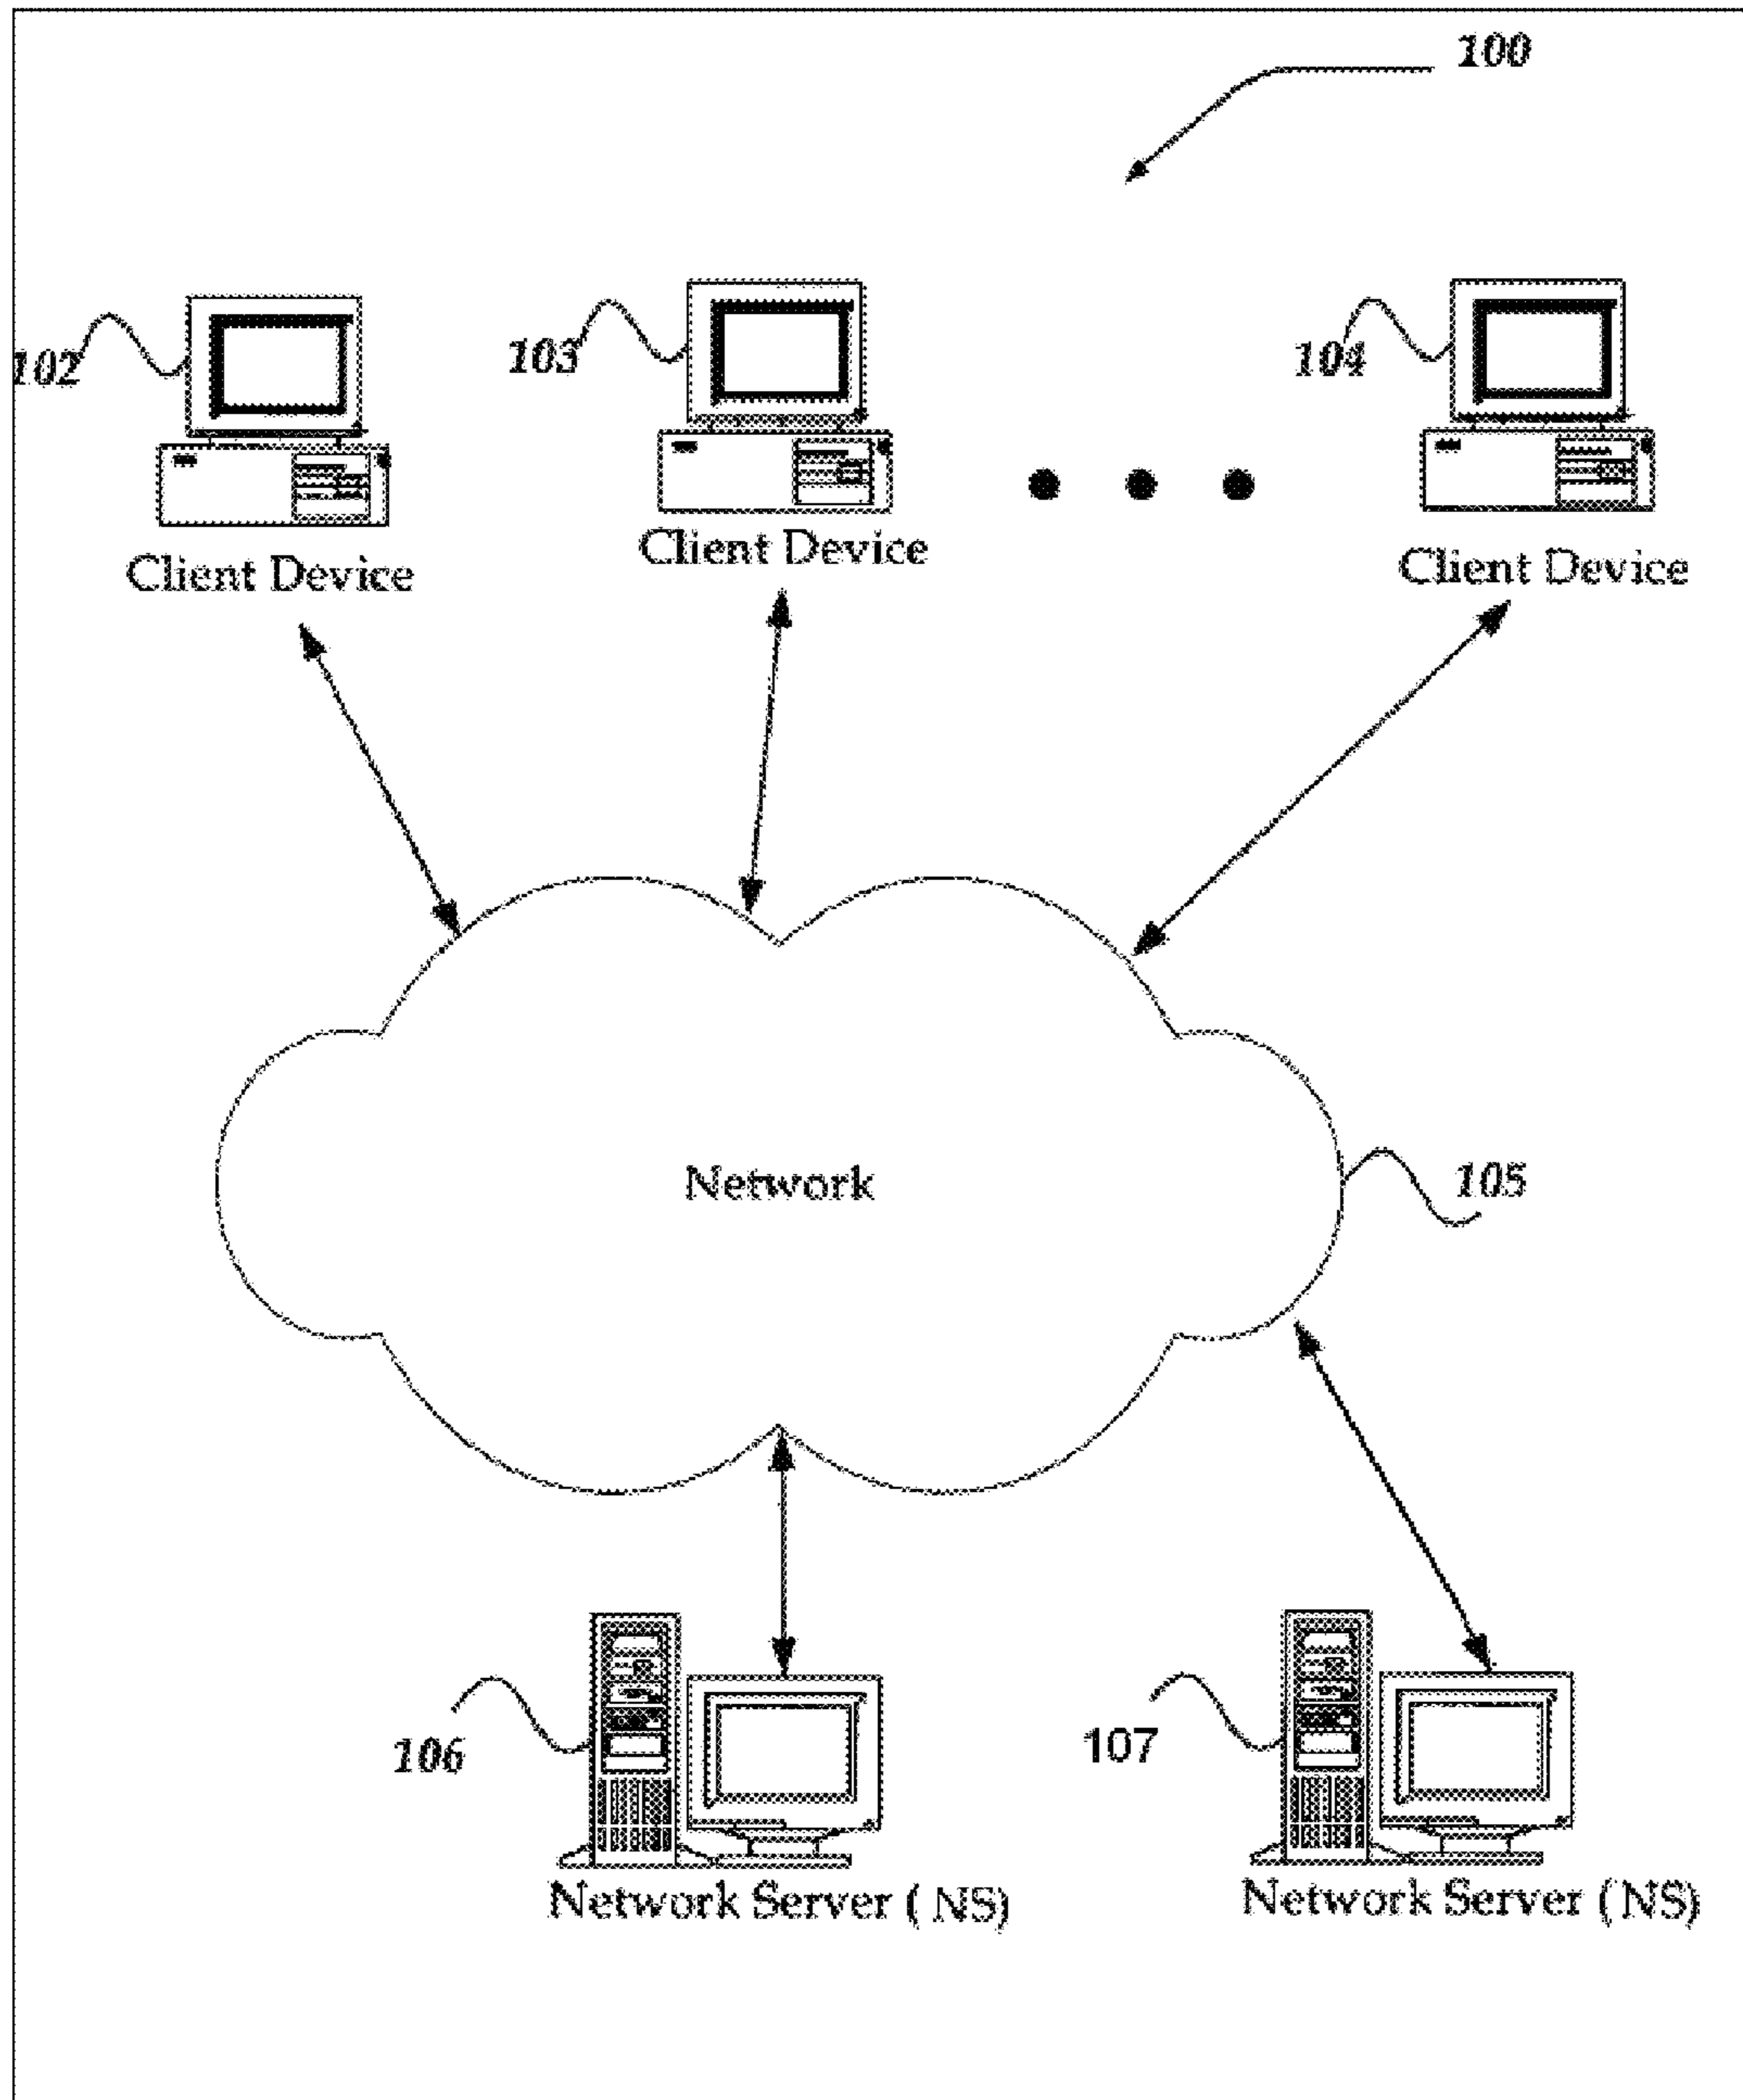 100
102
103
104
Client Device
Client Device
Client Device
Network
105
106
107
Network Server ( NS)
Network Server (NS)